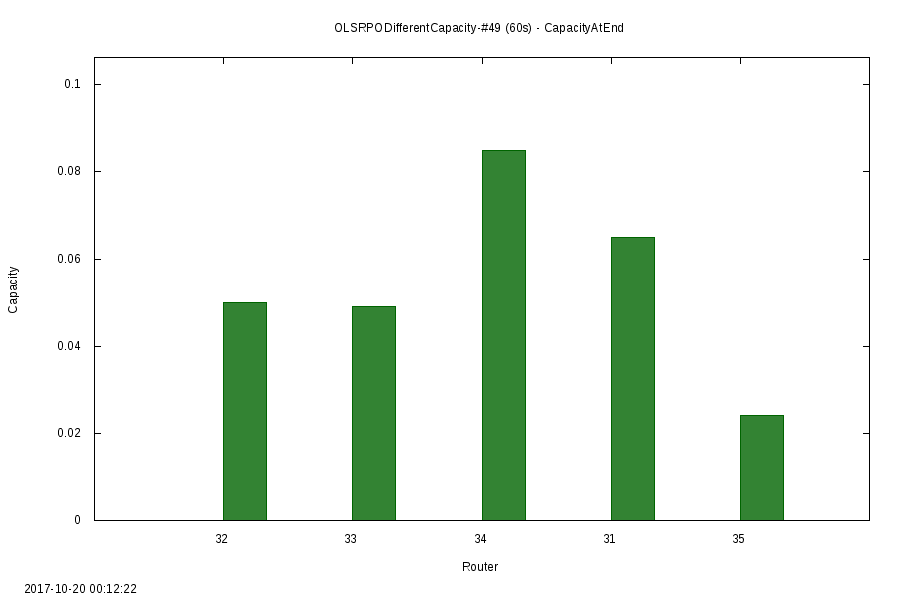 OLSRPODifferentCapacity-#49 (60s) - CapacityAtEnd
0.1
0.08
0.06
0.04
0.02
0
Capacity
32 33 34 31 35
Router
2017-10-20 00:12:22